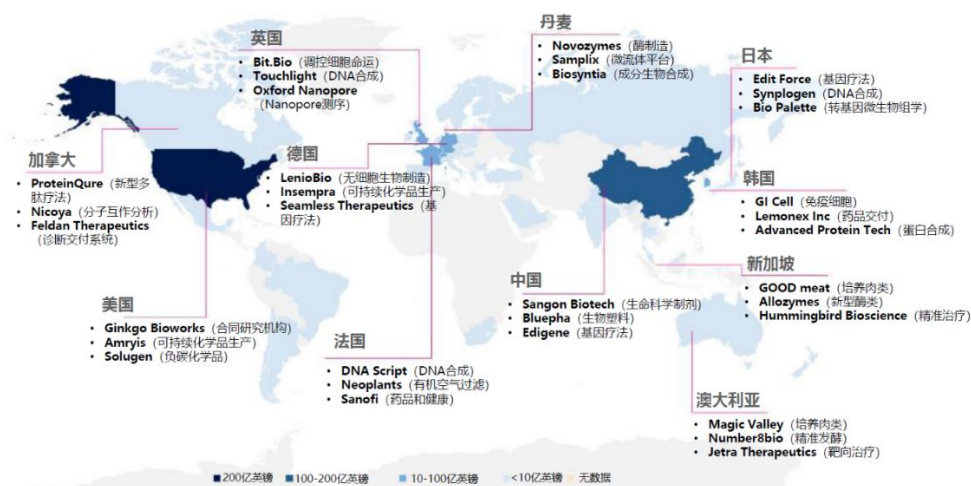 英国
• Bit.Bio（调控细胞命运）
• Touchlight（DNA合成）
• Oxford Nanopore
（Nanopore测序）
丹麦
• Novozymes（酶制造）
• Samplix（微流体平台）
• Biosyntia（成分生物合成）
日本
• Edit Force（基因疗法）
• Synplogen（DNA合成）
• Bio Palette（转基因微生物组学）
加拿大
• ProteinQure（新型多
肽疗法）
• Nicoya（分子互作分析）
• Feldan Therapeutics
（诊断交付系统）
德国
• LenioBio（无细胞生物制造）
• Insempra（可持续化学品生产）
• Seamless Therapeutics（基
因疗法）
韩国
• GI Cell（免疫细胞）
• Lemonex Inc（药品交付）
• Advanced Protein Tech（蛋白合成）
美国
• Ginkgo Bioworks（合同研究机构）
• Amryis（可持续化学品生产）
• Solugen（负碳化学品）
法国
• DNA Script（DNA合成）
• Neoplants（有机空气过滤）
• Sanofi（药品和健康）
中国
• Sangon Biotech（生命科学制剂）
• Bluepha（生物塑料）
• Edigene（基因疗法）
新加坡
• GOOD meat（培养肉类）
• Allozymes（新型酶类）
• Hummingbird Bioscience（精准治疗）
澳大利亚
• Magic Valley（培养肉类）
• Number8bio（精准发酵）
• Jetra Therapeutics（靶向治疗）
200亿英镑 100-200亿英镑 10-100亿英镑 <10亿英镑 无数据